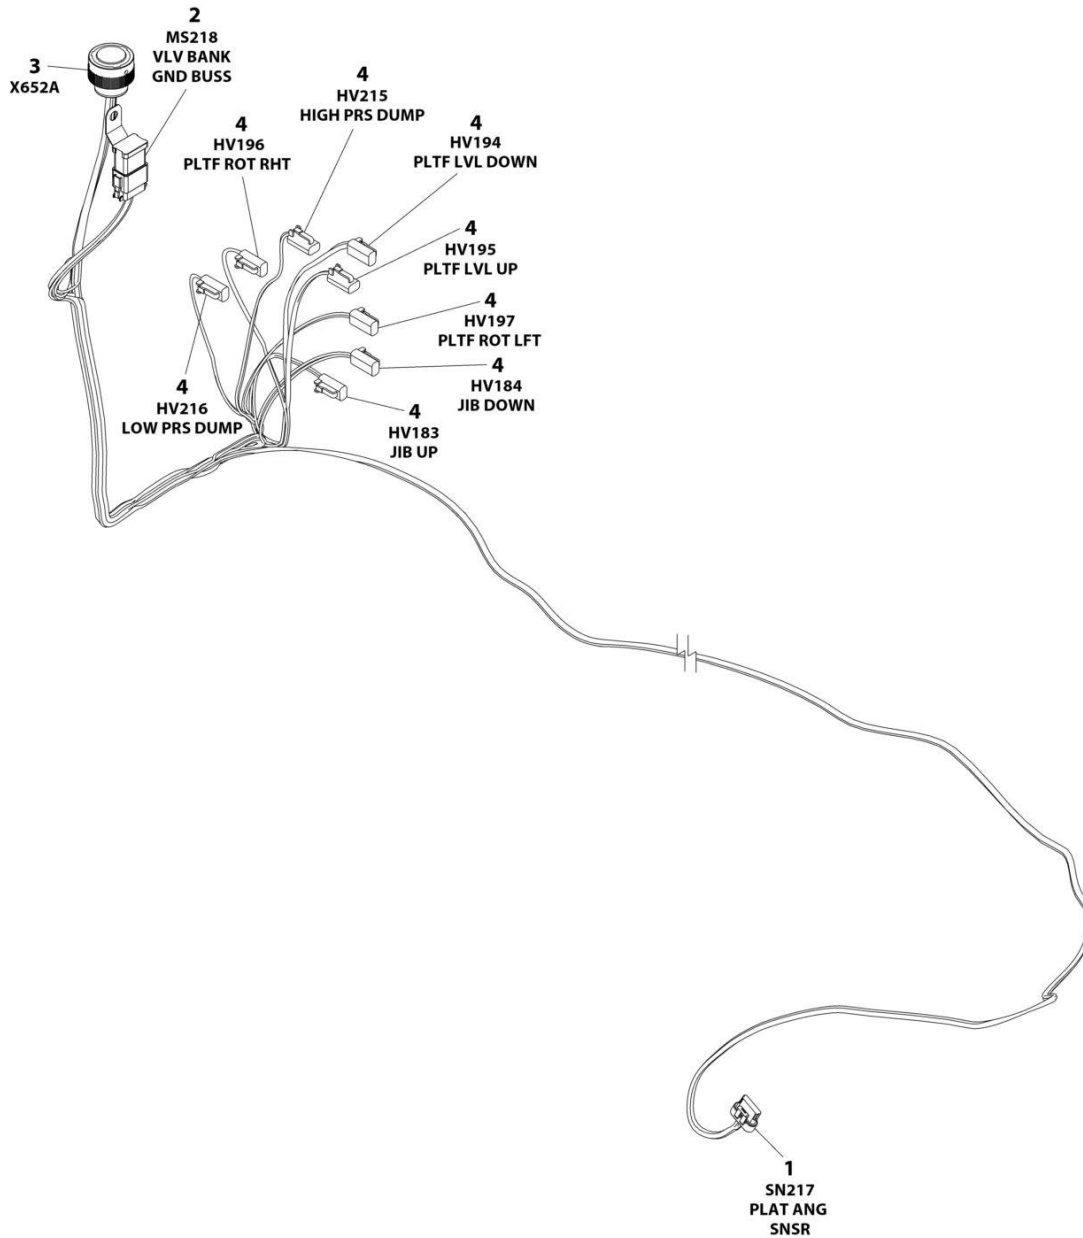 2
MS218
VLV BANK
GND BUSS
3
X652A
4
HV215
HIGH PRS DUMP
4
HV196
PLTF ROT RHT
4
HV194
PLTF LVL DOWN
4
HV195
PLTF LVL UP
4
HV197
PLTF ROT LFT
4
HV184
JIB DOWN
4
HV216
LOW PRS DUMP
4
HV183
JIB UP
1
SN217
PLAT ANG
SNSR